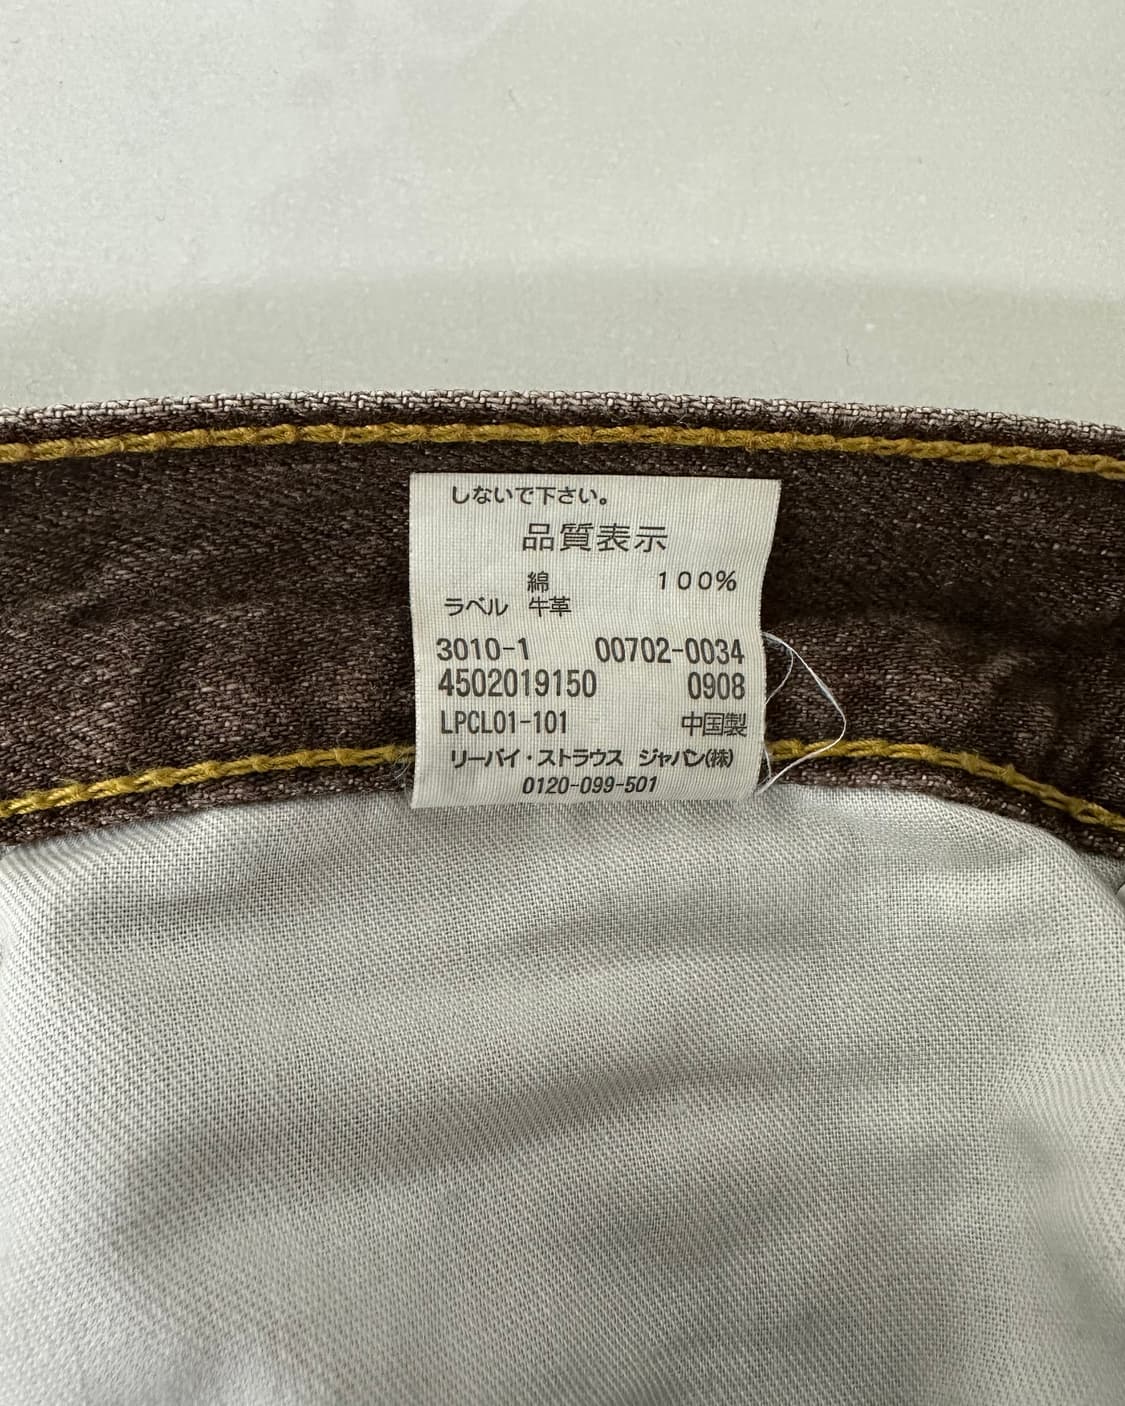 しないで下さい。
品質表示
綿 100%
ラベル 牛革
3010-1 00702-0034
4502019150 0908
LPCL01-101 中国製
リーバイ・ストラウス ジャパン(株)
0120-099-501